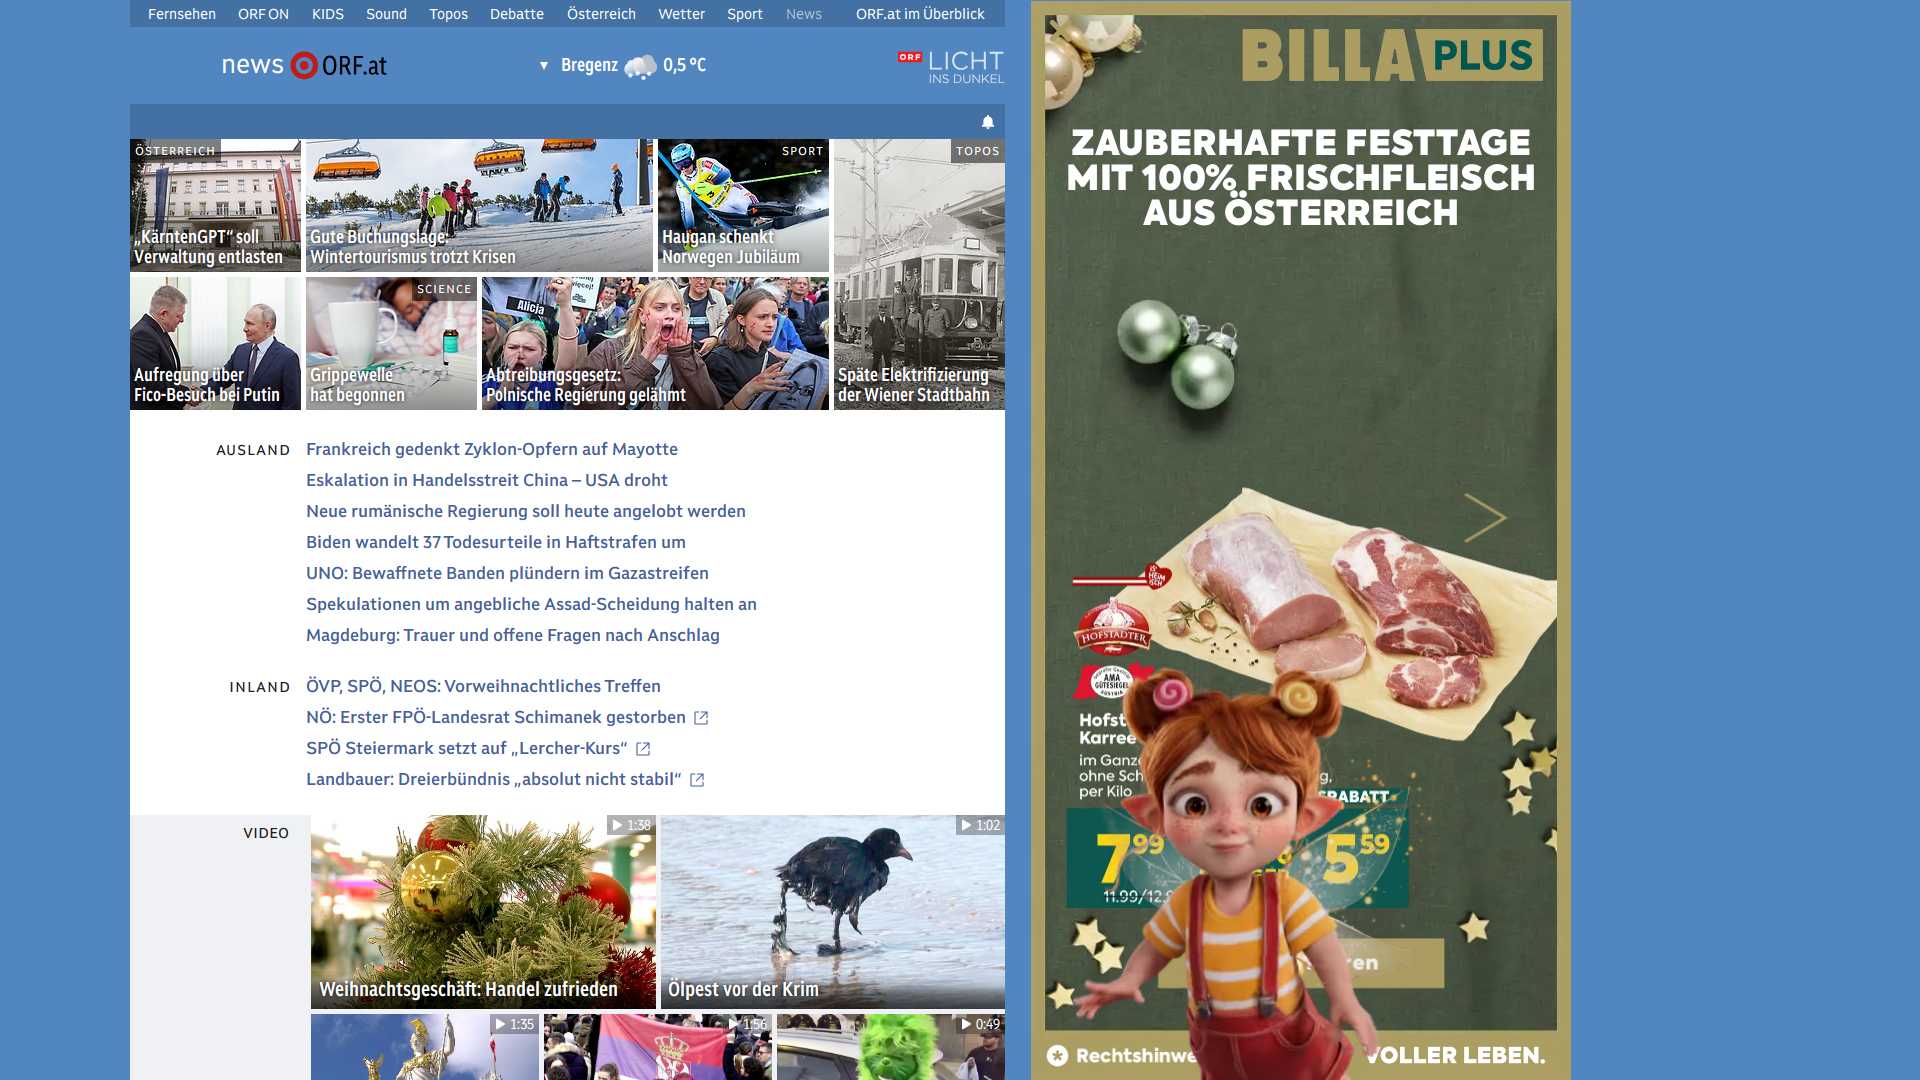 Fernsehen ORF ON KIDS Sound Topos Debatte Österreich Wetter Sport News ORF.at im Überblick
news ORF.at
▼ Bregenz 0,5 °C
ORF LICHT
INS DUNKEL
ÖSTERREICH
„KärntenGPT“ soll
Verwaltung entlasten
Gute Buchungslage:
Wintertourismus trotzt Krisen
SPORT
Haugan schenkt
Norwegen Jubiläum
TOPOS
Späte Elektrifizierung
der Wiener Stadtbahn
Aufregung über
Fico-Besuch bei Putin
SCIENCE
Grippewelle
hat begonnen
Alicja
więcej!
Abtreibungsgesetz:
Polnische Regierung gelähmt
AUSLAND
Frankreich gedenkt Zyklon-Opfern auf Mayotte
Eskalation in Handelsstreit China – USA droht
Neue rumänische Regierung soll heute angelobt werden
Biden wandelt 37 Todesurteile in Haftstrafen um
UNO: Bewaffnete Banden plündern im Gazastreifen
Spekulationen um angebliche Assad-Scheidung halten an
Magdeburg: Trauer und offene Fragen nach Anschlag
INLAND
ÖVP, SPÖ, NEOS: Vorweihnachtliches Treffen
NÖ: Erster FPÖ-Landesrat Schimanek gestorben
SPÖ Steiermark setzt auf „Lercher-Kurs“
Landbauer: Dreierbündnis „absolut nicht stabil“
VIDEO
1:38
Weihnachtsgeschäft: Handel zufrieden
1:02
Ölpest vor der Krim
1:35
1:56
0:49
BILLA PLUS
ZAUBERHAFTE FESTTAGE
MIT 100% FRISCHFLEISCH
AUS ÖSTERREICH
IS' HEIM ISCH
HOFSTÄDTER
AMA
GÜTESIEGEL
AUSTRIA
Hofst
Karree
im Ganze
ohne Sch g,
per Kilo
RABATT
7 99 5 59
11.99/12.9
ren
Rechtshinwe
VOLLER LEBEN.